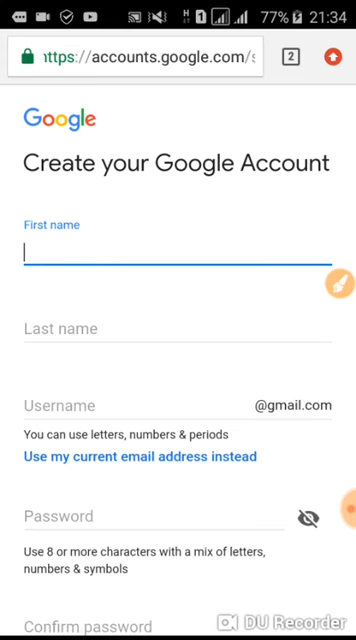 H 1 77% 21:34
https://accounts.google.com/s 2
Google
Create your Google Account
First name
Last name
Username @gmail.com
You can use letters, numbers & periods
Use my current email address instead
Password
Use 8 or more characters with a mix of letters,
numbers & symbols
Confirm password
DU Recorder